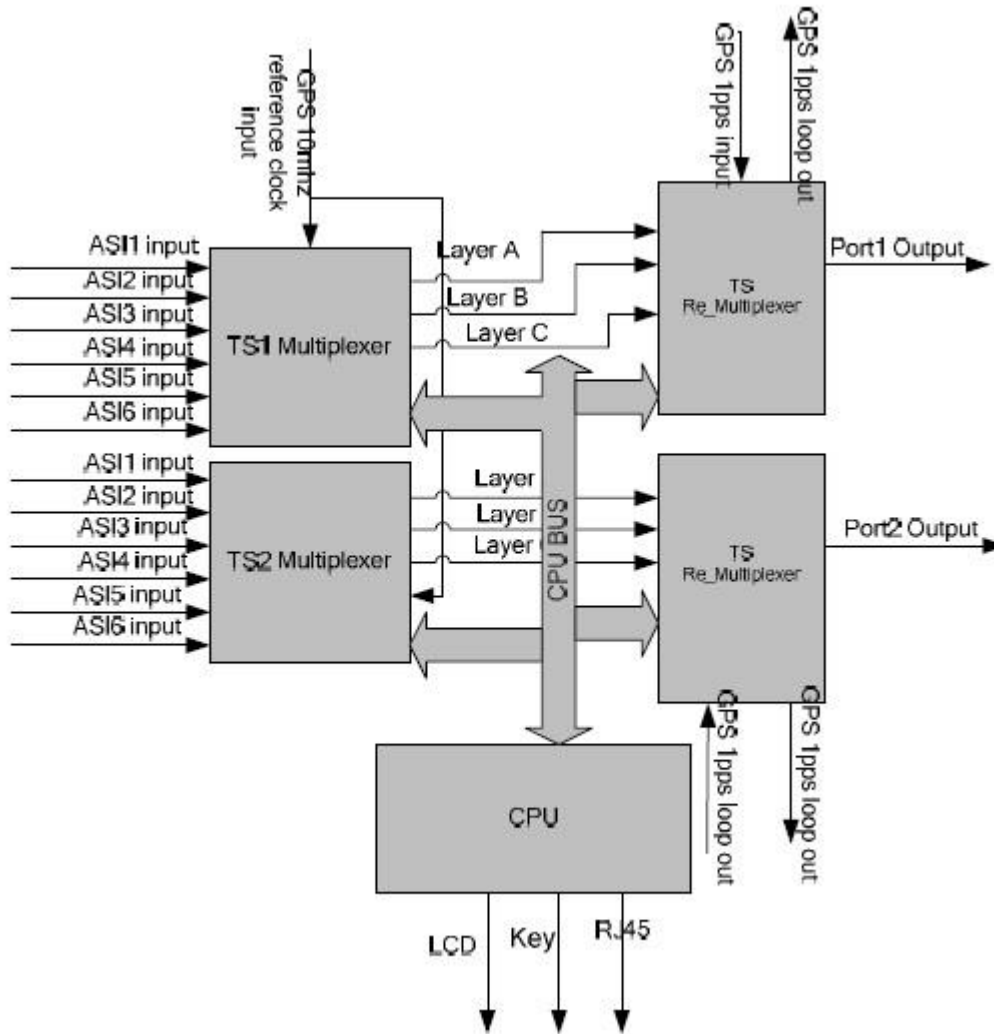 GPS 10mhz
reference clock
input
GPS 1pps input
GPS 1pps loop out
ASI1 input
ASI2 input
ASI3 input
ASI4 input
ASI5 input
ASI6 input
TS1 Multiplexer
Layer A
Layer B
Layer C
TS
Re_Multiplexer
Port1 Output
ASI1 input
ASI2 input
ASI3 input
ASI4 input
ASI5 input
ASI6 input
TS2 Multiplexer
Layer
Layer
Layer
CPU BUS
TS
Re_Multiplexer
Port2 Output
GPS 1pps loop out
GPS 1pps loop out
CPU
LCD
Key
RJ45